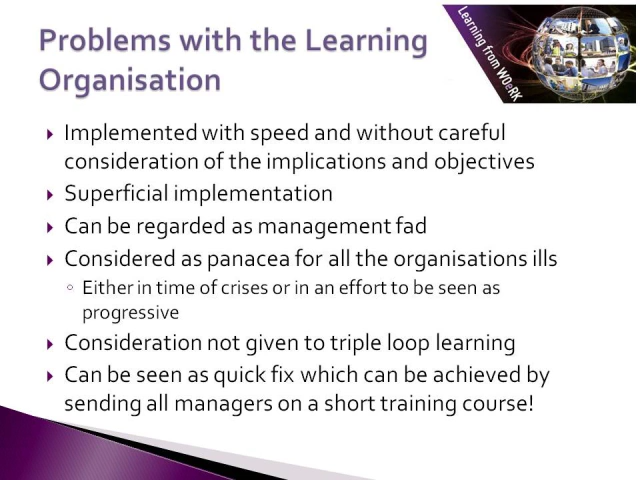 Problems with the Learning
Organisation
Learning from WOeRK
Implemented with speed and without careful
consideration of the implications and objectives
Superficial implementation
Can be regarded as management fad
Considered as panacea for all the organisations ills
Either in time of crises or in an effort to be seen as
progressive
Consideration not given to triple loop learning
Can be seen as quick fix which can be achieved by
sending all managers on a short training course!